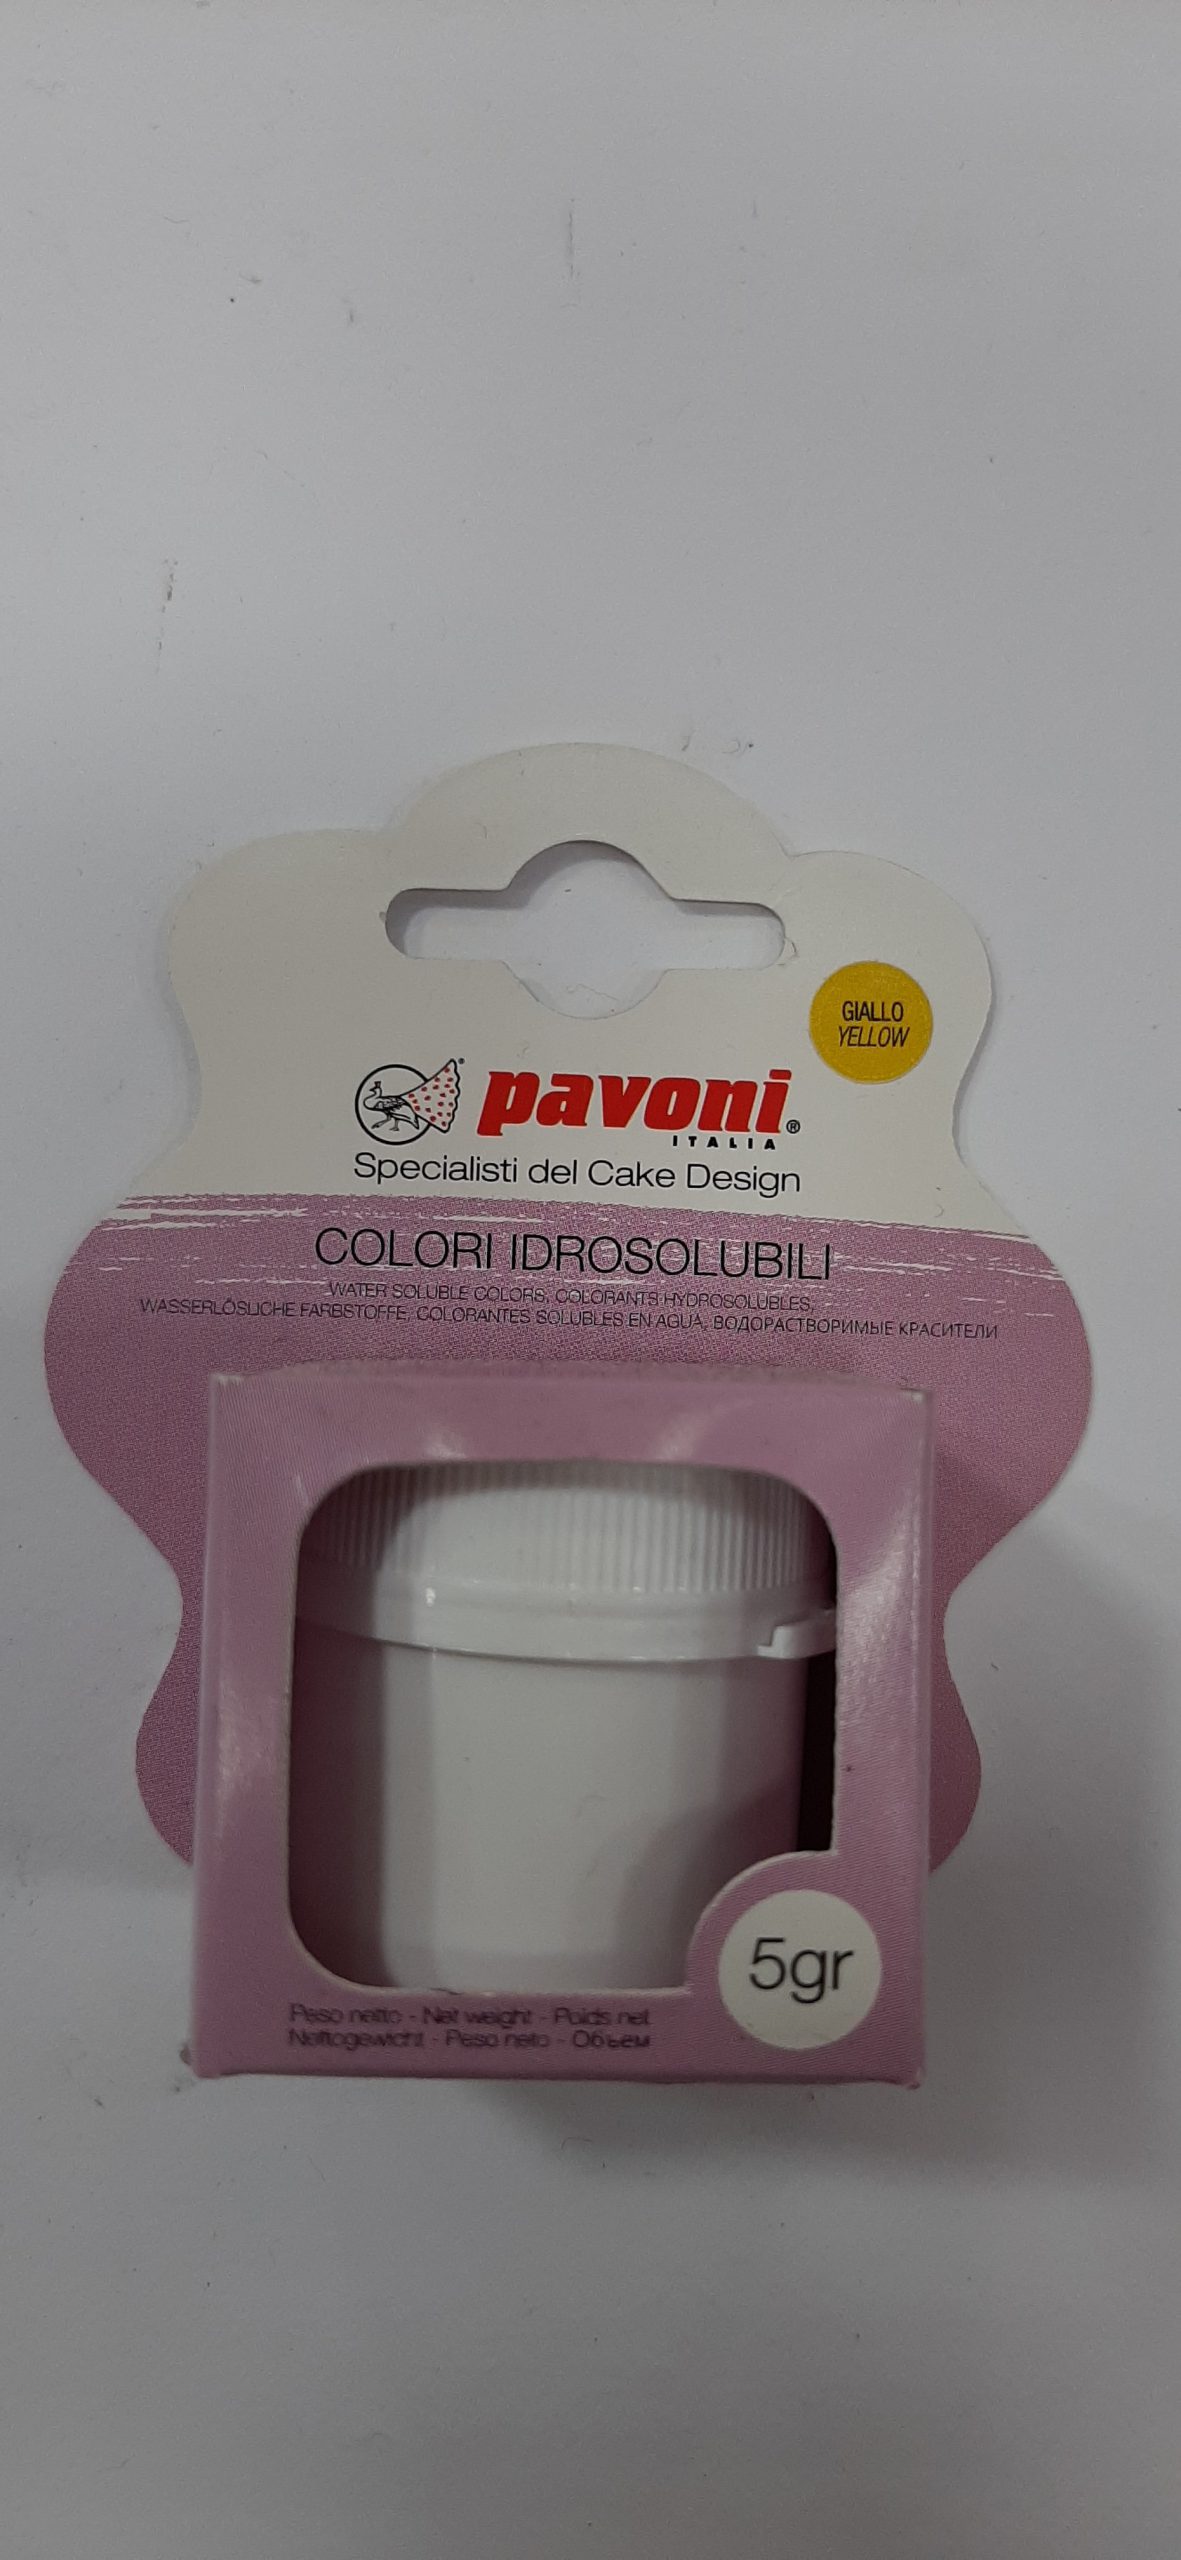 GIALLO
YELLOW
pavoni®
ITALIA
Specialisti del Cake Design
COLORI IDROSOLUBILI
WATER SOLUBLE COLORS, COLORANTS HYDROSOLUBLES,
WASSERLÖSLICHE FARBSTOFFE, COLORANTES SOLUBLES EN AGUA, ВОДОРАСТВОРИМЫЕ КРАСИТЕЛИ
5gr
Peso netto - Net weight - Poids net
Nettogewicht - Peso neto - Объем